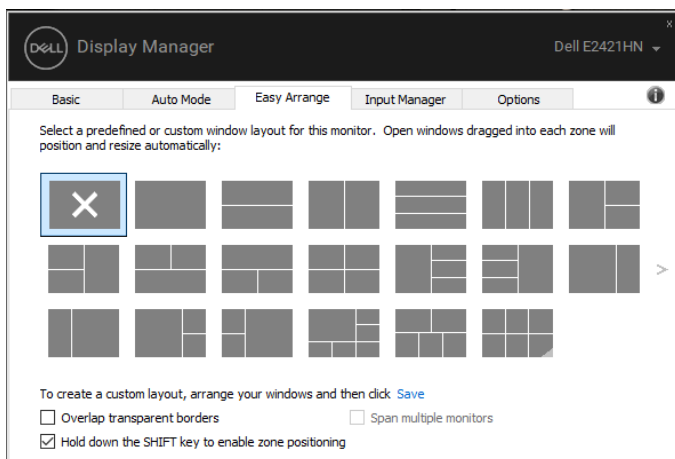 x
DELL Display Manager Dell E2421HN
Basic Auto Mode Easy Arrange Input Manager Options i
Select a predefined or custom window layout for this monitor. Open windows dragged into each zone will
position and resize automatically:
>
To create a custom layout, arrange your windows and then click Save
Overlap transparent borders Span multiple monitors
Hold down the SHIFT key to enable zone positioning